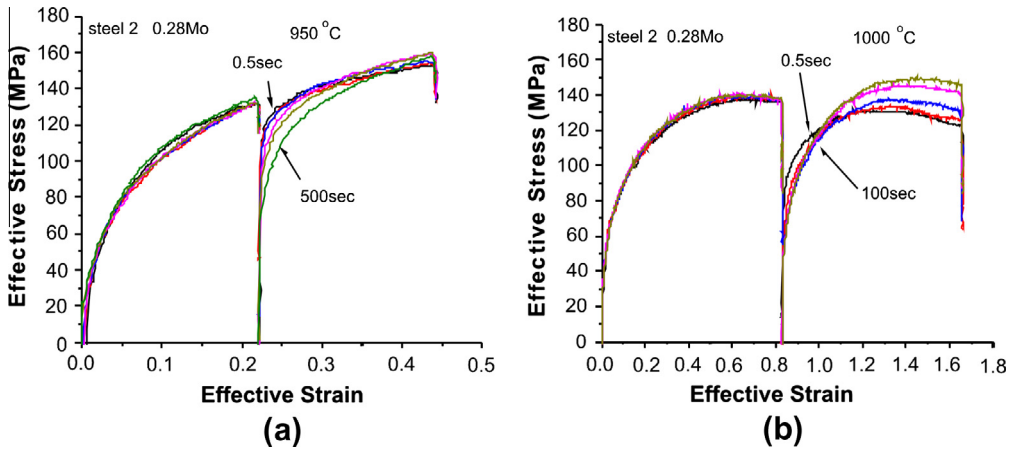 180
160
140
120
100
80
60
40
20
0
Effective Stress (MPa)
steel 2 0.28Mo
950 °C
0.5sec
500sec
0.0 0.1 0.2 0.3 0.4 0.5
Effective Strain
(a)
180
160
140
120
100
80
60
40
20
0
Effective Stress (MPa)
steel 2 0.28Mo
1000 °C
0.5sec
100sec
0.0 0.2 0.4 0.6 0.8 1.0 1.2 1.4 1.6 1.8
Effective Strain
(b)